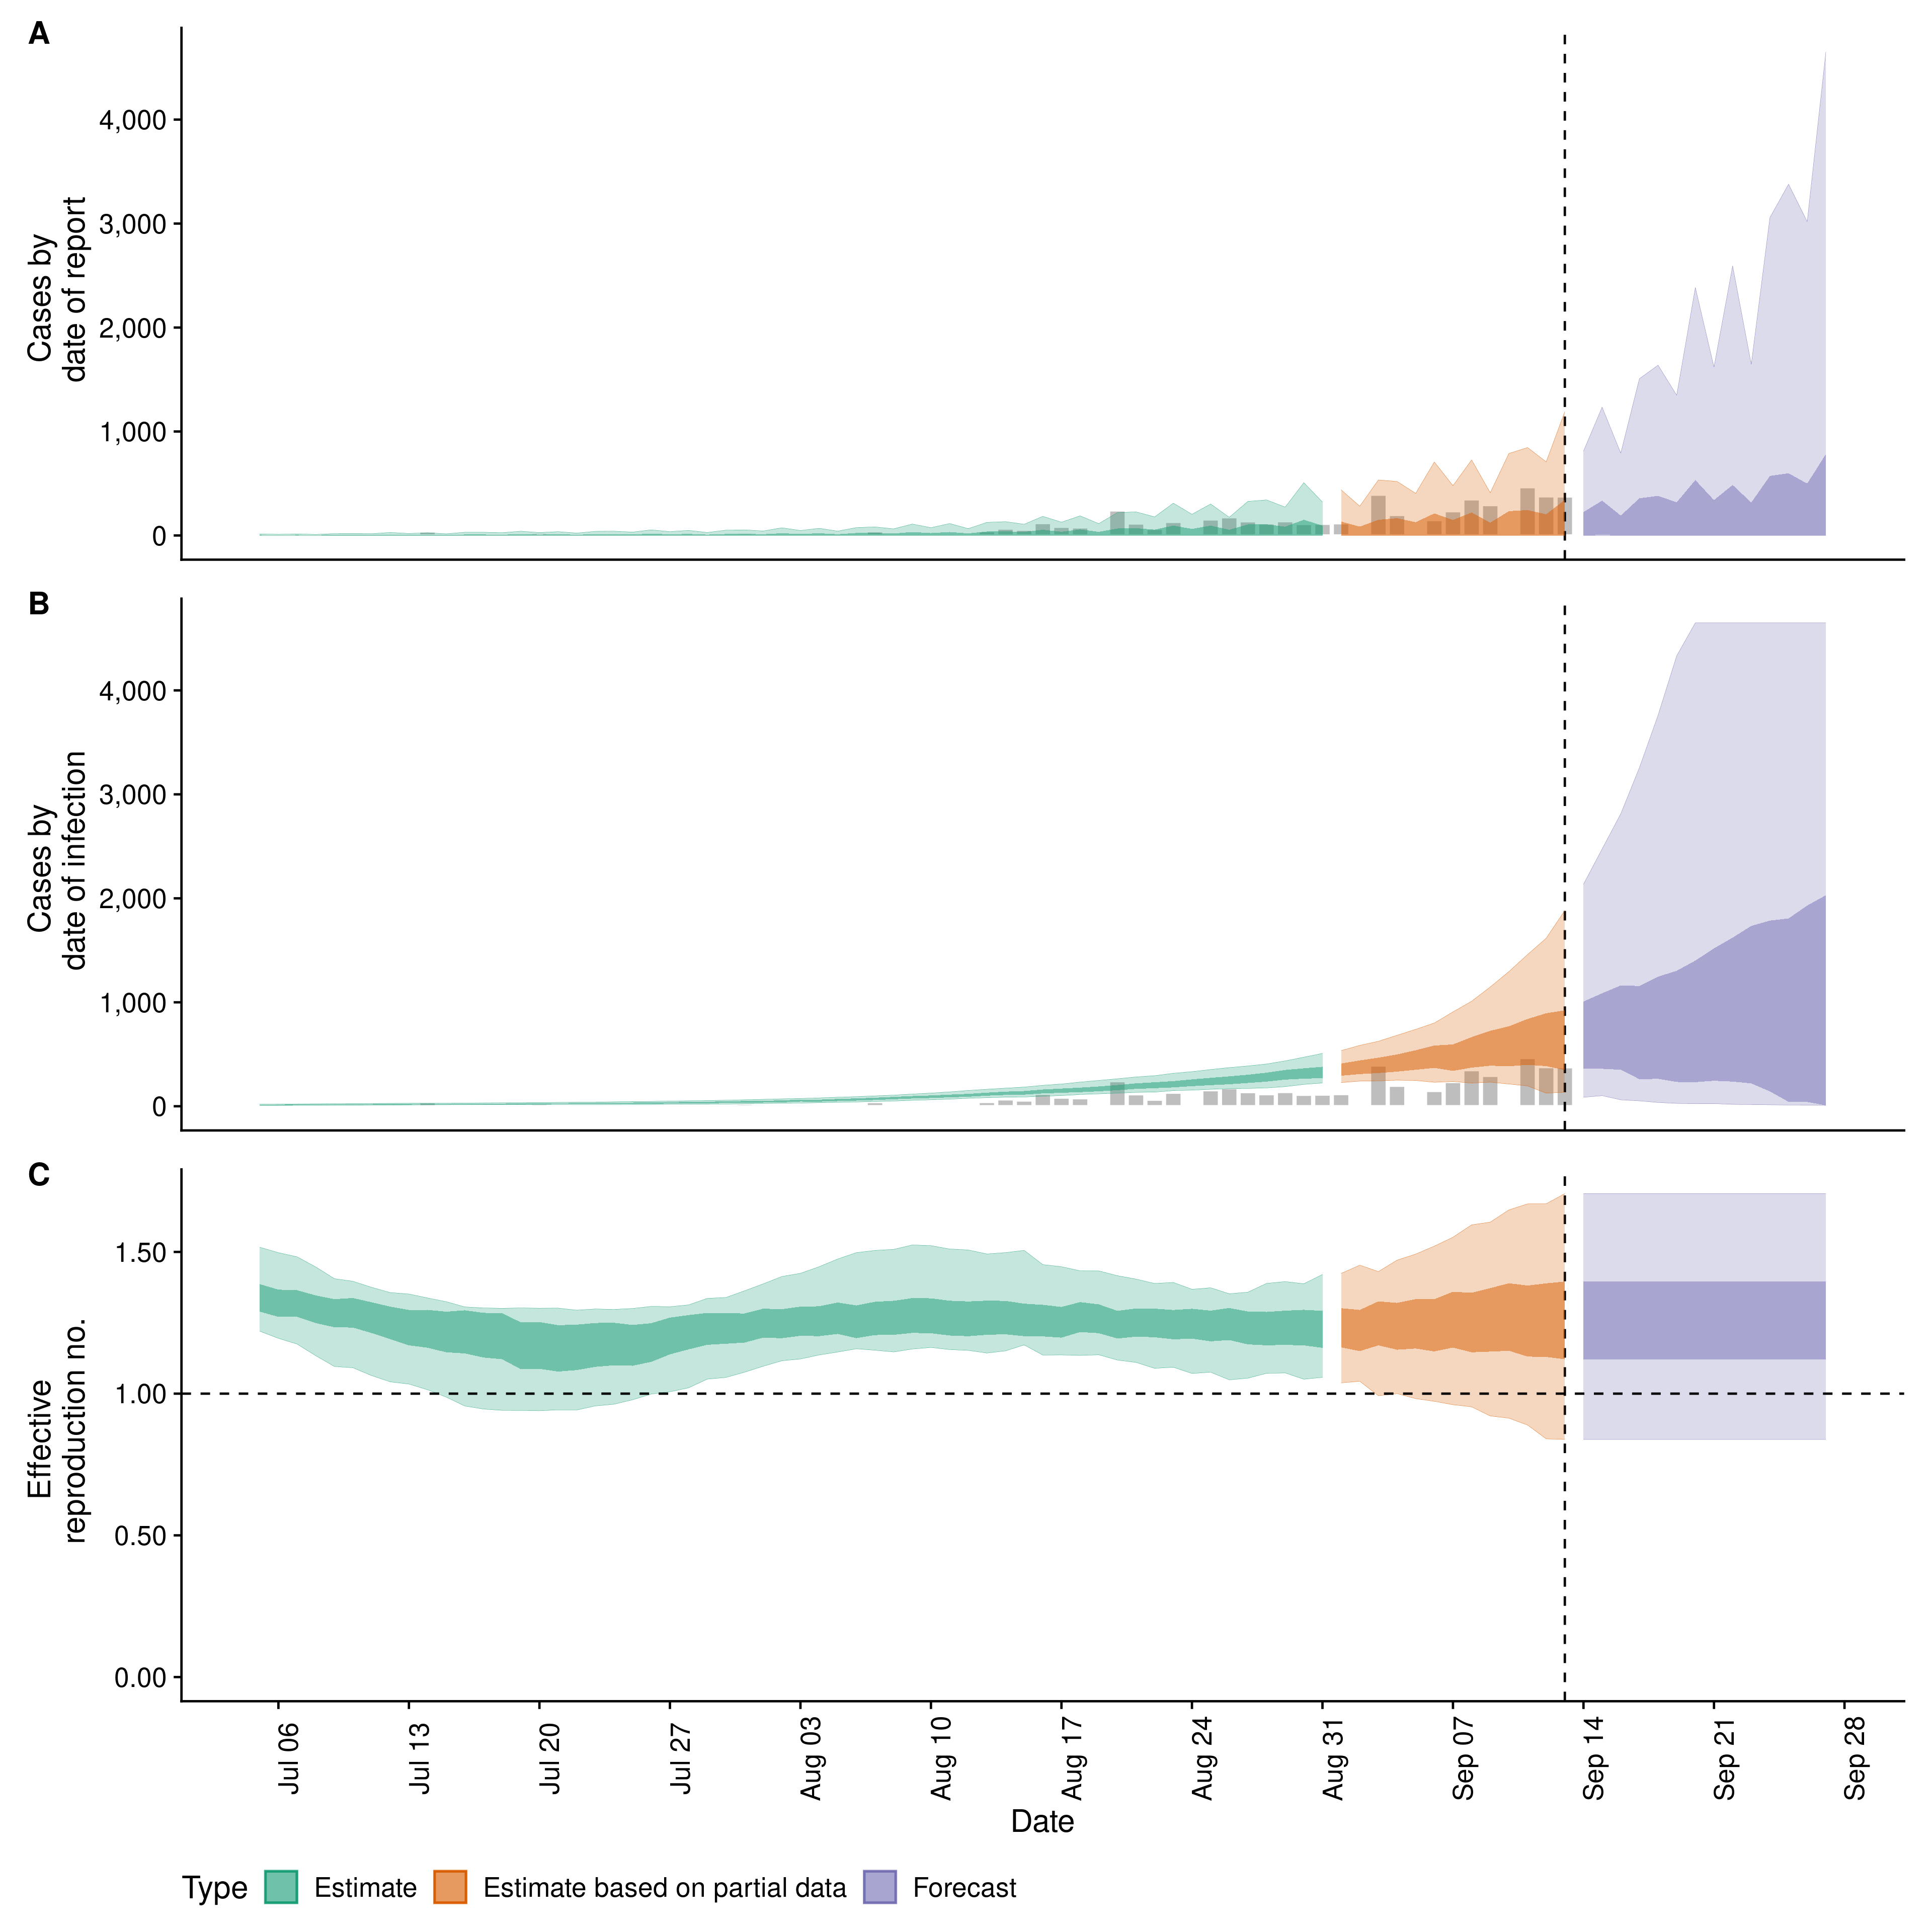 A
Cases by
date of report
4,000
3,000
2,000
1,000
0
B
Cases by
date of infection
4,000
3,000
2,000
1,000
0
C
Effective
reproduction no.
1.50
1.00
0.50
0.00
Jul 06
Jul 13
Jul 20
Jul 27
Aug 03
Aug 10
Aug 17
Aug 24
Aug 31
Sep 07
Sep 14
Sep 21
Sep 28
Date
Type Estimate Estimate based on partial data Forecast